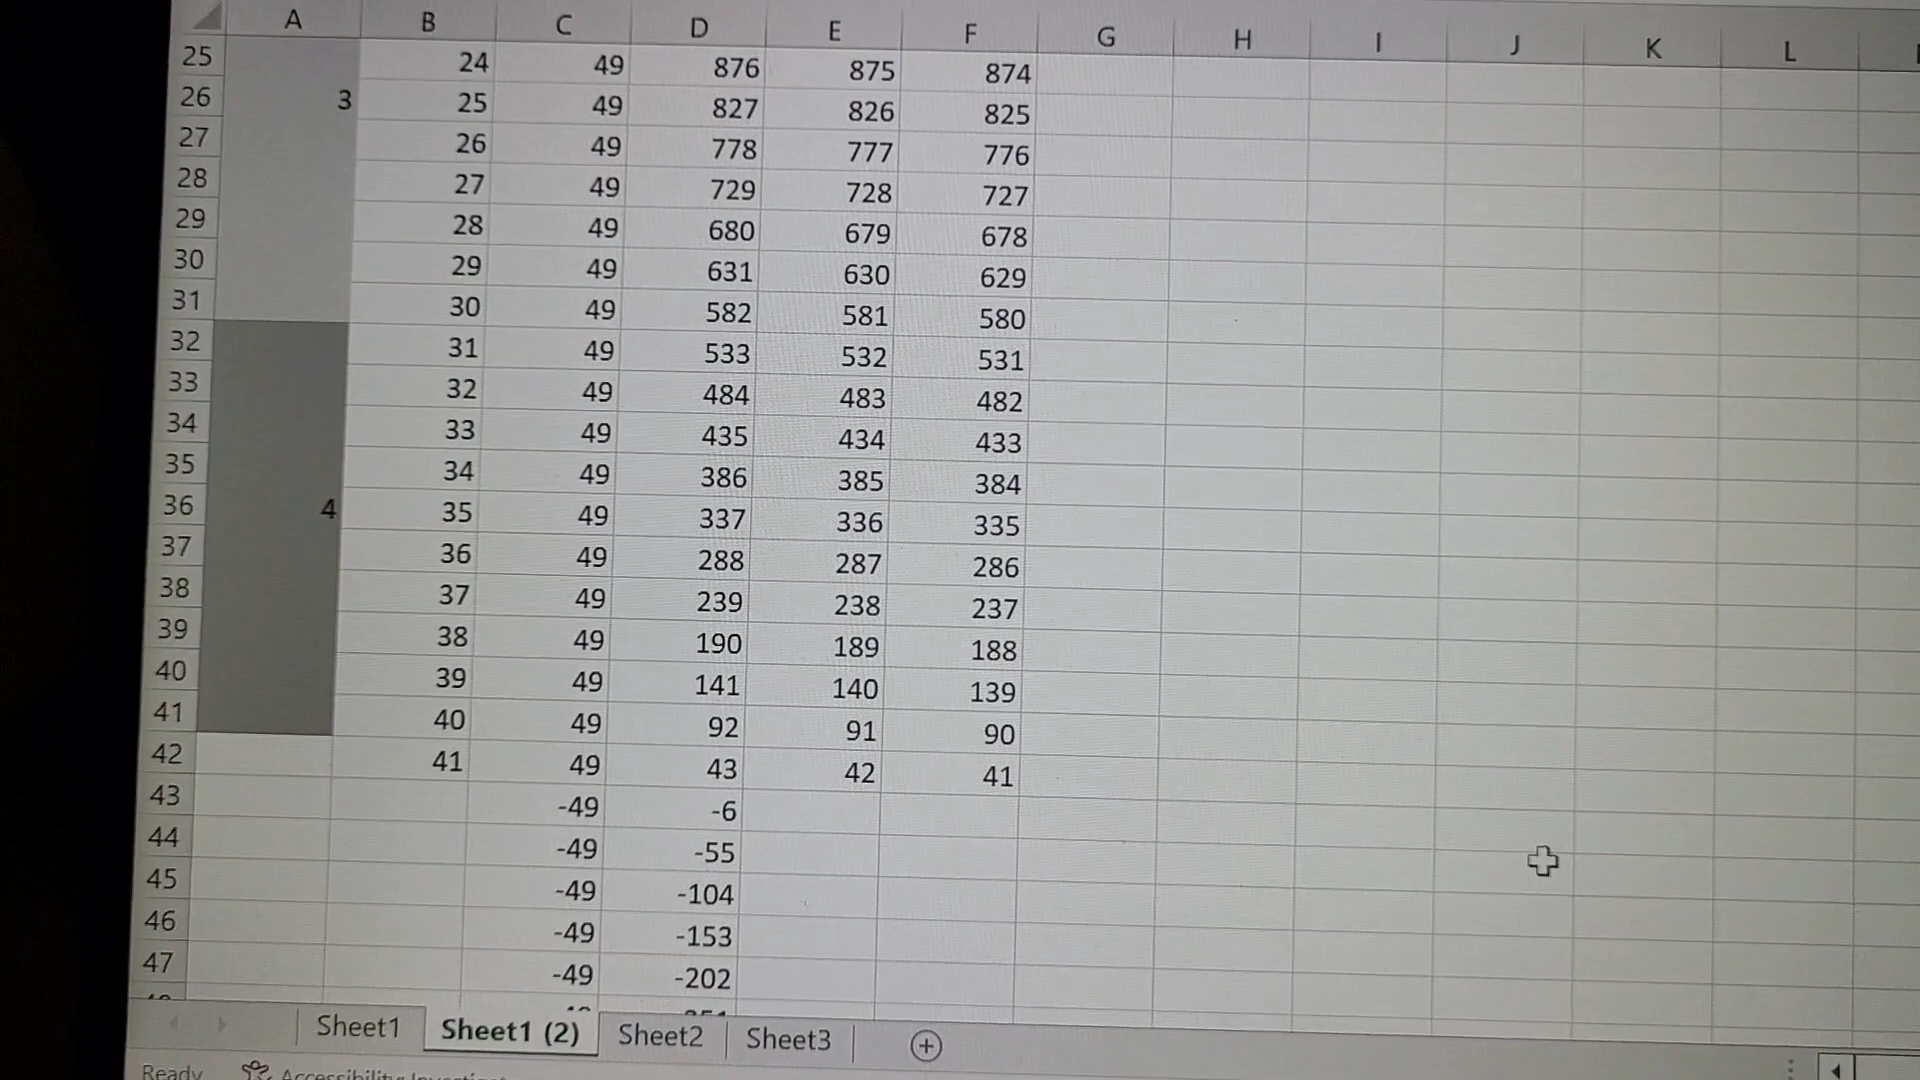 A B C D E F G H I J K L
25 24 49 876 875 874
26 3 25 49 827 826 825
27 26 49 778 777 776
28 27 49 729 728 727
29 28 49 680 679 678
30 29 49 631 630 629
31 30 49 582 581 580
32 31 49 533 532 531
33 32 49 484 483 482
34 33 49 435 434 433
35 34 49 386 385 384
36 4 35 49 337 336 335
37 36 49 288 287 286
38 37 49 239 238 237
39 38 49 190 189 188
40 39 49 141 140 139
41 40 49 92 91 90
42 41 49 43 42 41
43 -49 -6
44 -49 -55
45 -49 -104
46 -49 -153
47 -49 -202
Sheet1 Sheet1 (2) Sheet2 Sheet3
Ready Accessibility: